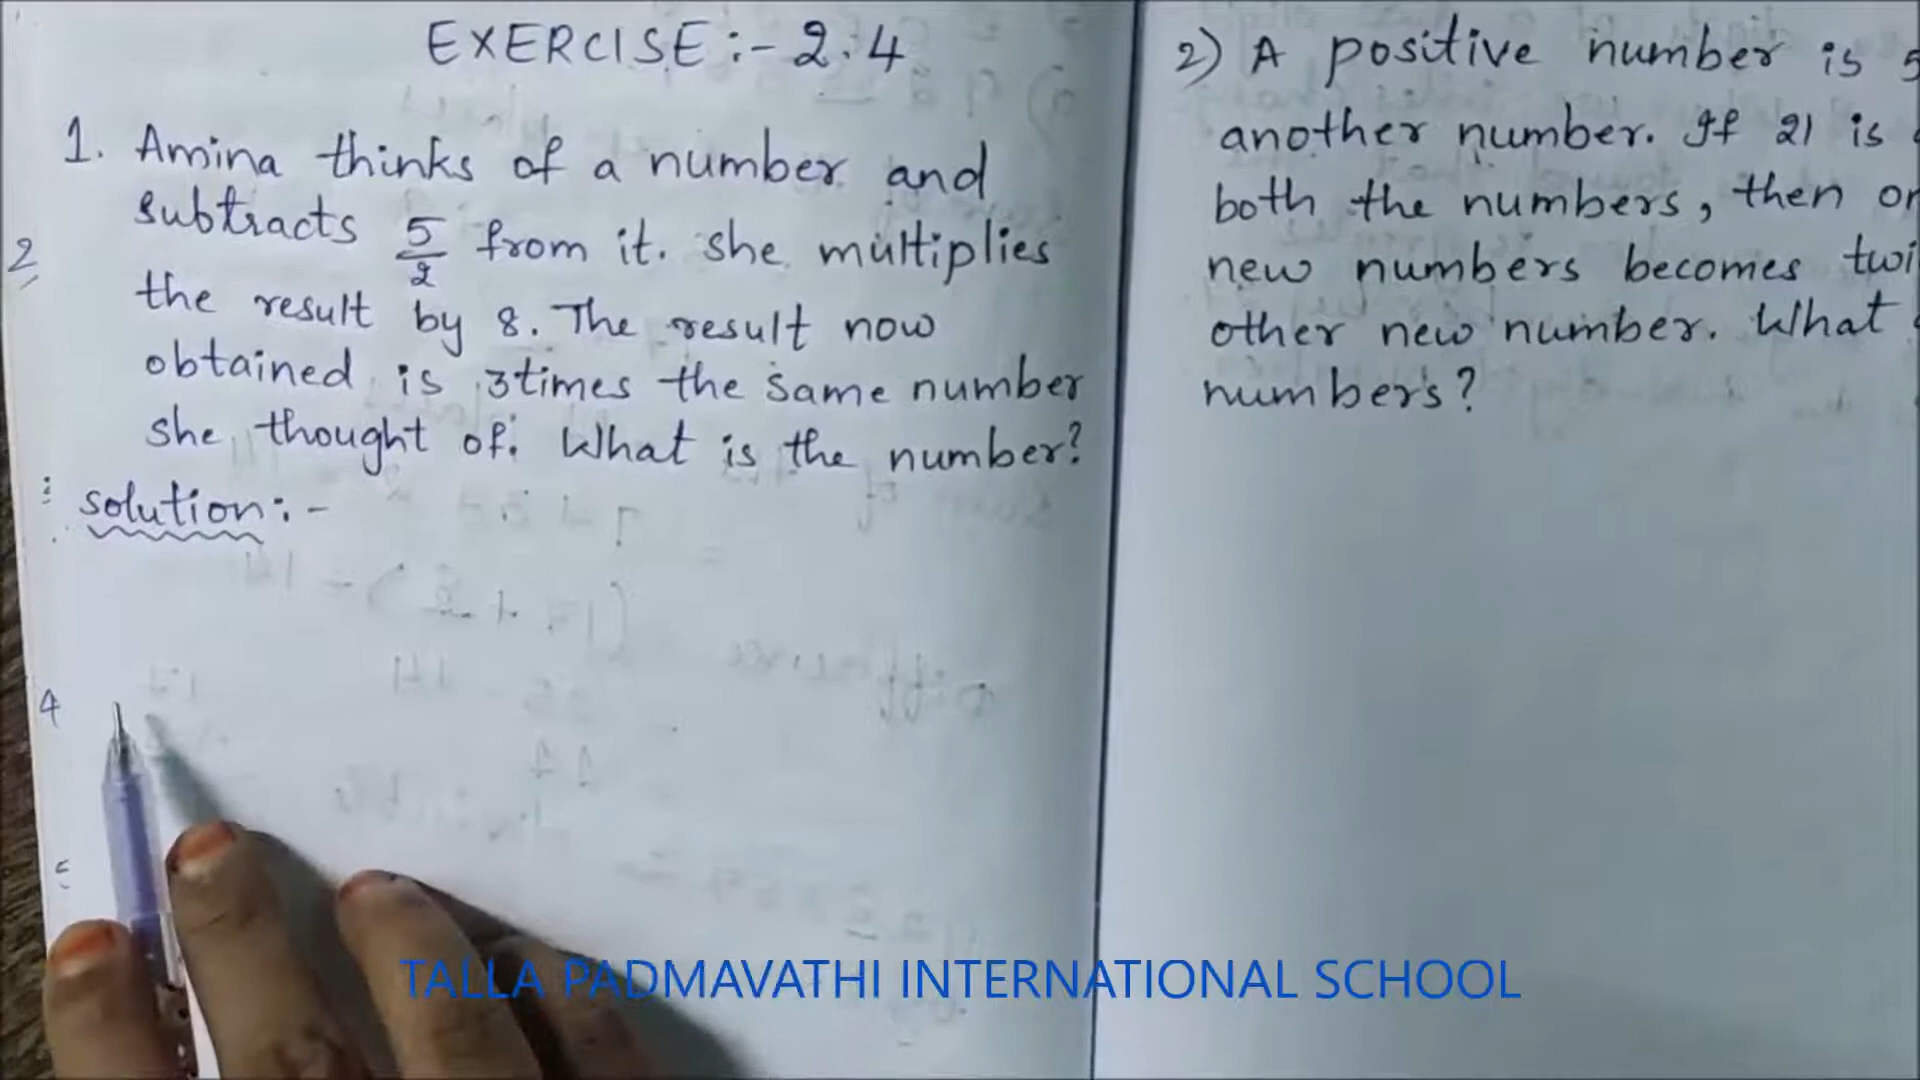 EXERCISE:- 2.4
1. Amina thinks of a number and
subtracts 5/2 from it. she multiplies
the result by 8. The result now
obtained is 3times the same number
she thought of. What is the number?
solution:-
2
4
2) A positive number is 5
another number. If 21 is
both the numbers, then
new numbers becomes
other new number. What
numbers?
TALLA PADMAVATHI INTERNATIONAL SCHOOL